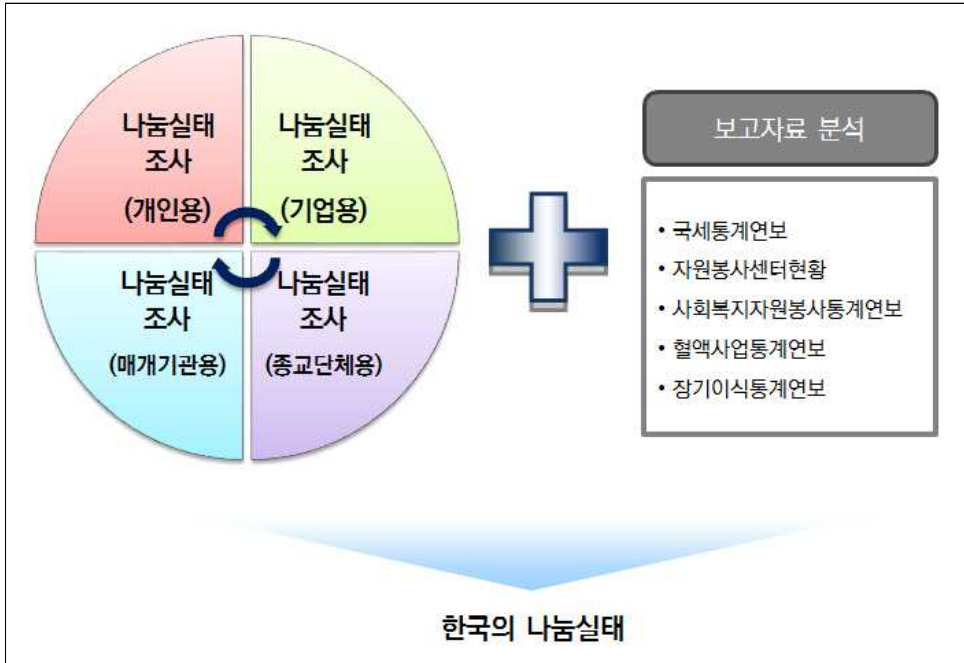 나눔실태
조사
(개인용)
나눔실태
조사
(기업용)
나눔실태
조사
(매개기관용)
나눔실태
조사
(종교단체용)
보고자료 분석
• 국세통계연보
• 자원봉사센터현황
• 사회복지자원봉사통계연보
• 혈액사업통계연보
• 장기이식통계연보
한국의 나눔실태